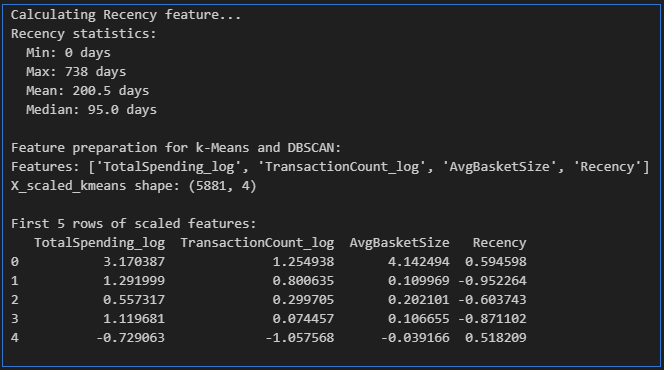 Calculating Recency feature...
Recency statistics:
  Min: 0 days
  Max: 738 days
  Mean: 200.5 days
  Median: 95.0 days

Feature preparation for k-Means and DBSCAN:
Features: ['TotalSpending_log', 'TransactionCount_log', 'AvgBasketSize', 'Recency']
X_scaled_kmeans shape: (5881, 4)

First 5 rows of scaled features:
   TotalSpending_log  TransactionCount_log  AvgBasketSize   Recency
0           3.170387              1.254938       4.142494  0.594598
1           1.291999              0.800635       0.109969 -0.952264
2           0.557317              0.299705       0.202101 -0.603743
3           1.119681              0.074457       0.106655 -0.871102
4          -0.729063             -1.057568      -0.039166  0.518209